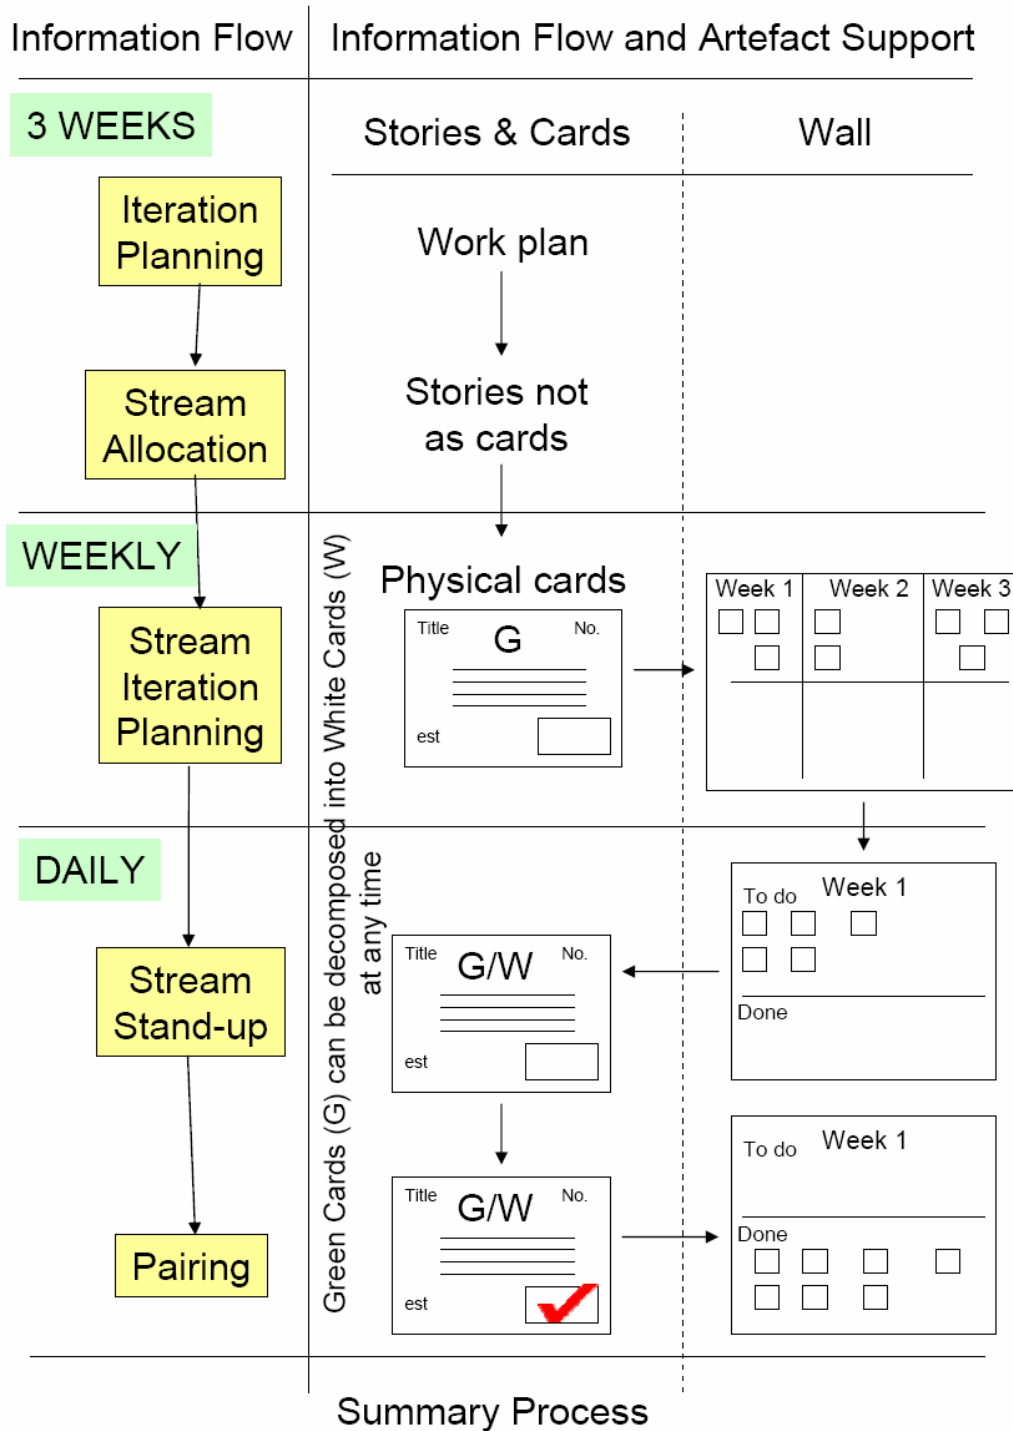 Information Flow
Information Flow and Artefact Support
3 WEEKS
Stories & Cards
Wall
Iteration
Planning
Work plan
Stream
Allocation
Stories not
as cards
WEEKLY
Physical cards
Stream
Iteration
Planning
Title
G
No.
est
Week 1
Week 2
Week 3
Green Cards (G) can be decomposed into White Cards (W)
at any time
DAILY
Stream
Stand-up
Title
G/W
No.
est
To do
Week 1
Done
Pairing
Title
G/W
No.
est
To do
Week 1
Done
Summary Process